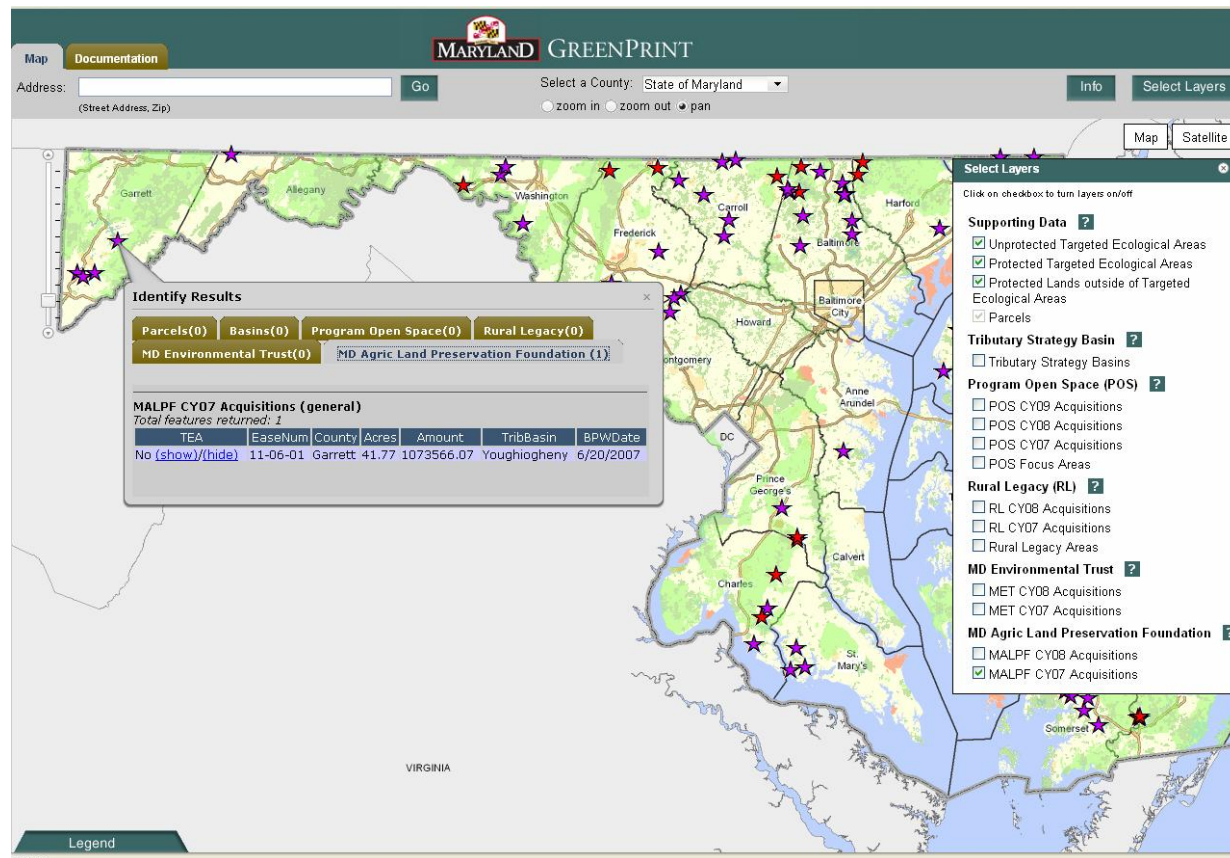 MARYLAND GREENPRINT
Map Documentation
Address: Go
(Street Address, Zip)
Select a County: State of Maryland
zoom in zoom out pan
Info Select Layers
Map Satellite
Garrett
Allegany
Washington
Frederick
Carroll
Baltimore
Harford
Baltimore
City
Howard
ontgomery
Anne
Arundel
DC
Prince
George's
Calvert
Charles
St.
Mary's
Somerset
VIRGINIA
Identify Results ×
Parcels(0) Basins(0) Program Open Space(0) Rural Legacy(0)
MD Environmental Trust(0) MD Agric Land Preservation Foundation (1)
MALPF CY07 Acquisitions (general)
Total features returned: 1
TEA EaseNum County Acres Amount TribBasin BPWDate
No (show)/(hide) 11-06-01 Garrett 41.77 1073566.07 Youghiogheny 6/20/2007
Select Layers
Click on checkbox to turn layers on/off
Supporting Data ?
Unprotected Targeted Ecological Areas
Protected Targeted Ecological Areas
Protected Lands outside of Targeted
Ecological Areas
Parcels
Tributary Strategy Basin ?
Tributary Strategy Basins
Program Open Space (POS) ?
POS CY09 Acquisitions
POS CY08 Acquisitions
POS CY07 Acquisitions
POS Focus Areas
Rural Legacy (RL) ?
RL CY08 Acquisitions
RL CY07 Acquisitions
Rural Legacy Areas
MD Environmental Trust ?
MET CY08 Acquisitions
MET CY07 Acquisitions
MD Agric Land Preservation Foundation ?
MALPF CY08 Acquisitions
MALPF CY07 Acquisitions
Legend